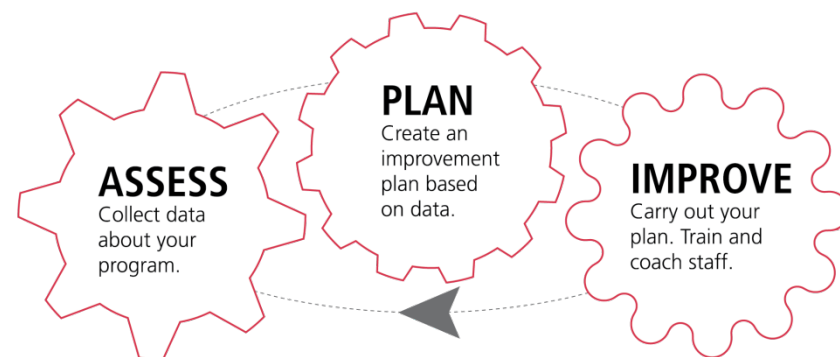 ASSESS
Collect data
about your
program.
PLAN
Create an
improvement
plan based
on data.
IMPROVE
Carry out your
plan. Train and
coach staff.